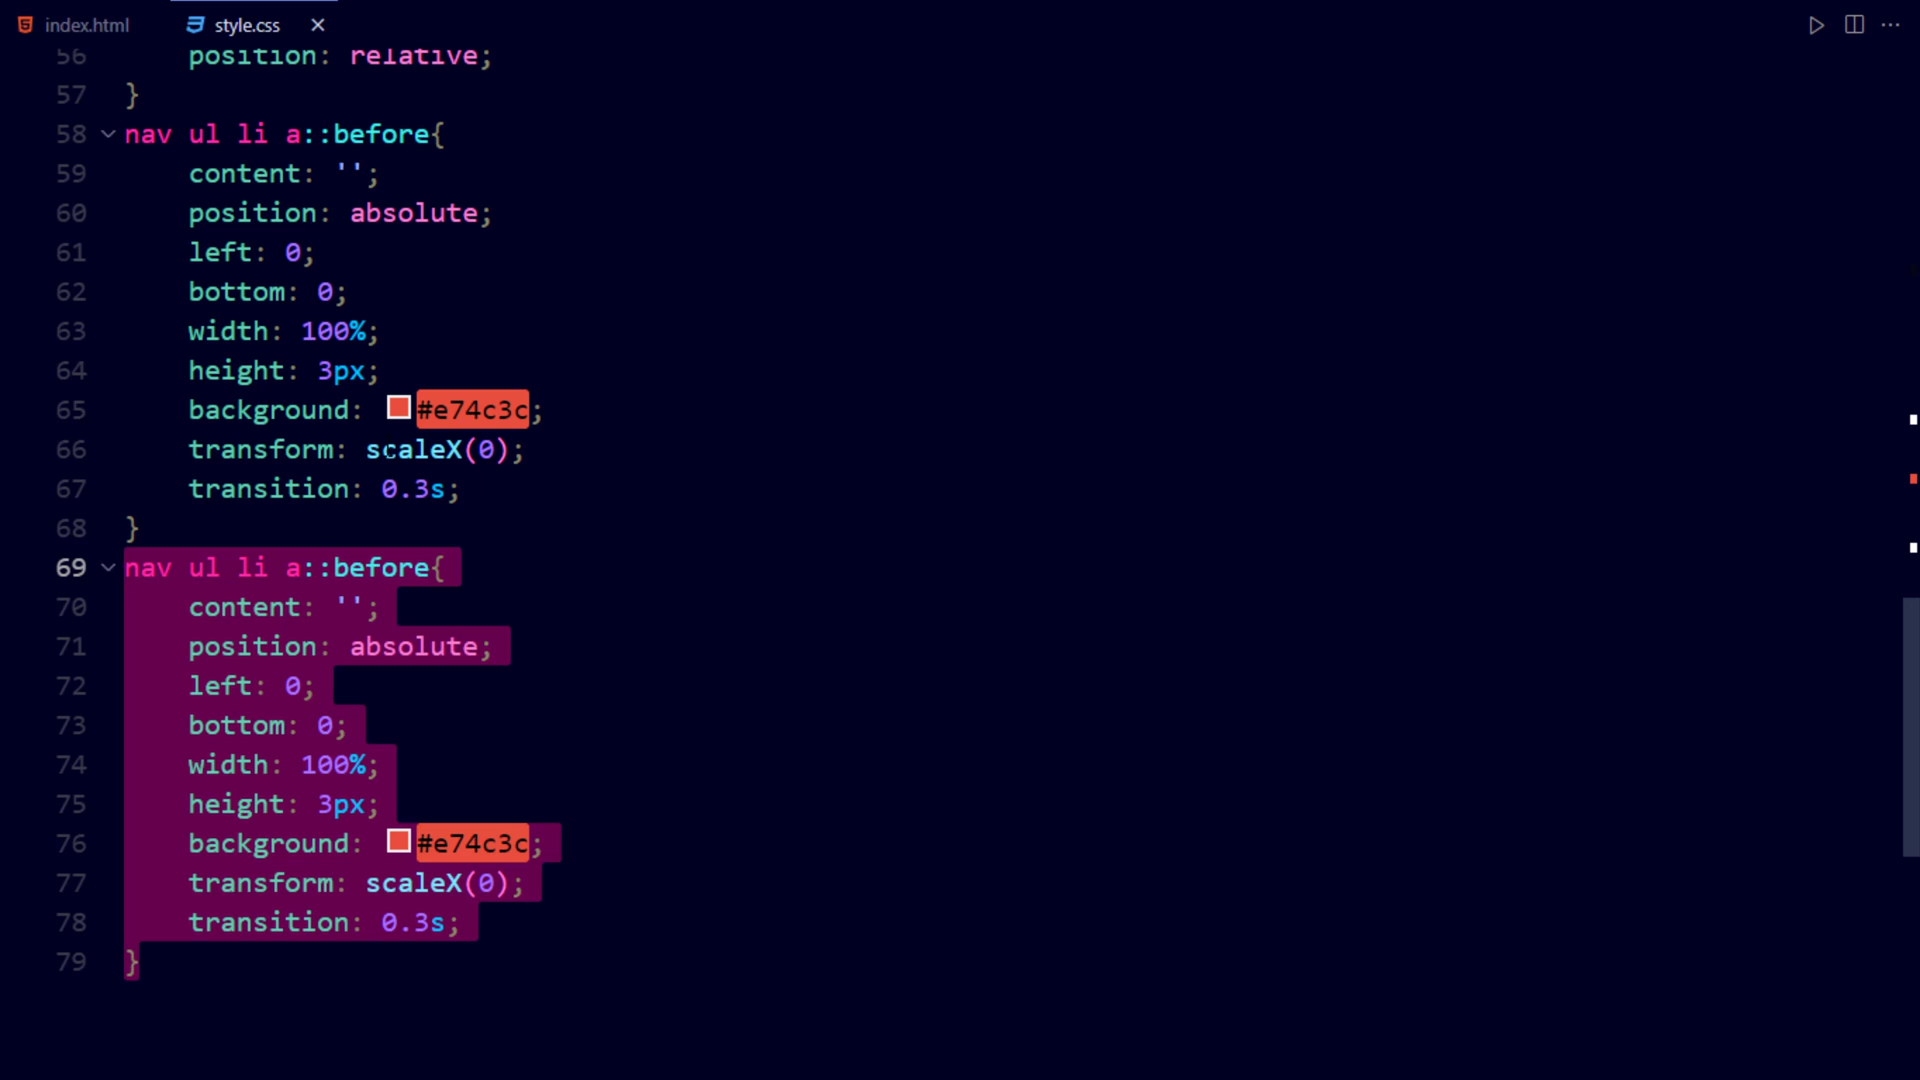 index.html style.css
56 position: relative;
57 }
58 nav ul li a::before{
59 content: '';
60 position: absolute;
61 left: 0;
62 bottom: 0;
63 width: 100%;
64 height: 3px;
65 background: #e74c3c;
66 transform: scaleX(0);
67 transition: 0.3s;
68 }
69 nav ul li a::before{
70 content: '';
71 position: absolute;
72 left: 0;
73 bottom: 0;
74 width: 100%;
75 height: 3px;
76 background: #e74c3c;
77 transform: scaleX(0);
78 transition: 0.3s;
79 }